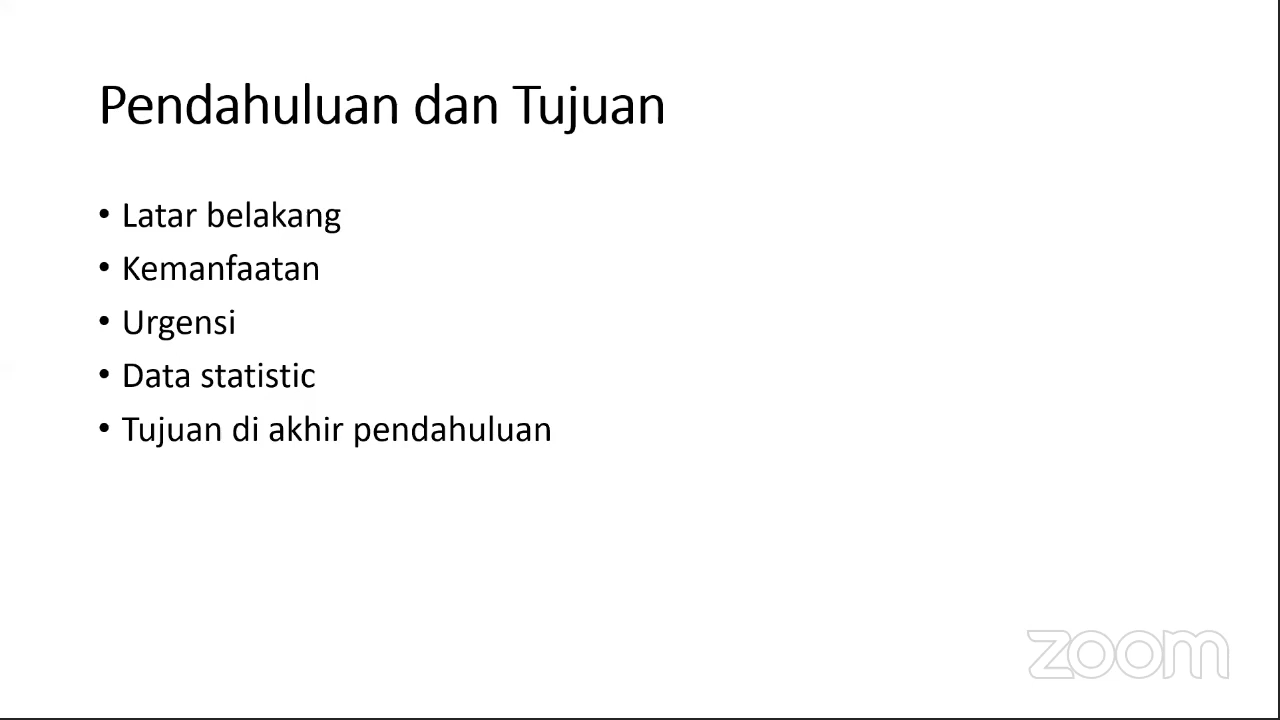 Pendahuluan dan Tujuan
• Latar belakang
• Kemanfaatan
• Urgensi
• Data statistic
• Tujuan di akhir pendahuluan
zoom